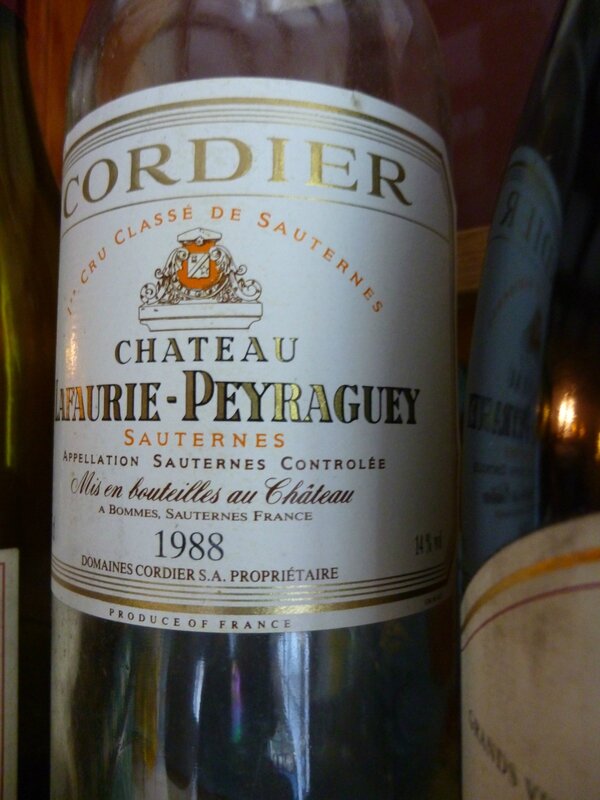 CORDIER
1er CRU CLASSÉ DE SAUTERNES
CHATEAU
LAFAURIE-PEYRAGUEY
SAUTERNES
APPELLATION SAUTERNES CONTROLÉE
Mis en bouteilles au Château
A BOMMES, SAUTERNES FRANCE
1988
14 % vol
DOMAINES CORDIER S.A. PROPRIÉTAIRE
PRODUCE OF FRANCE
GRANDS